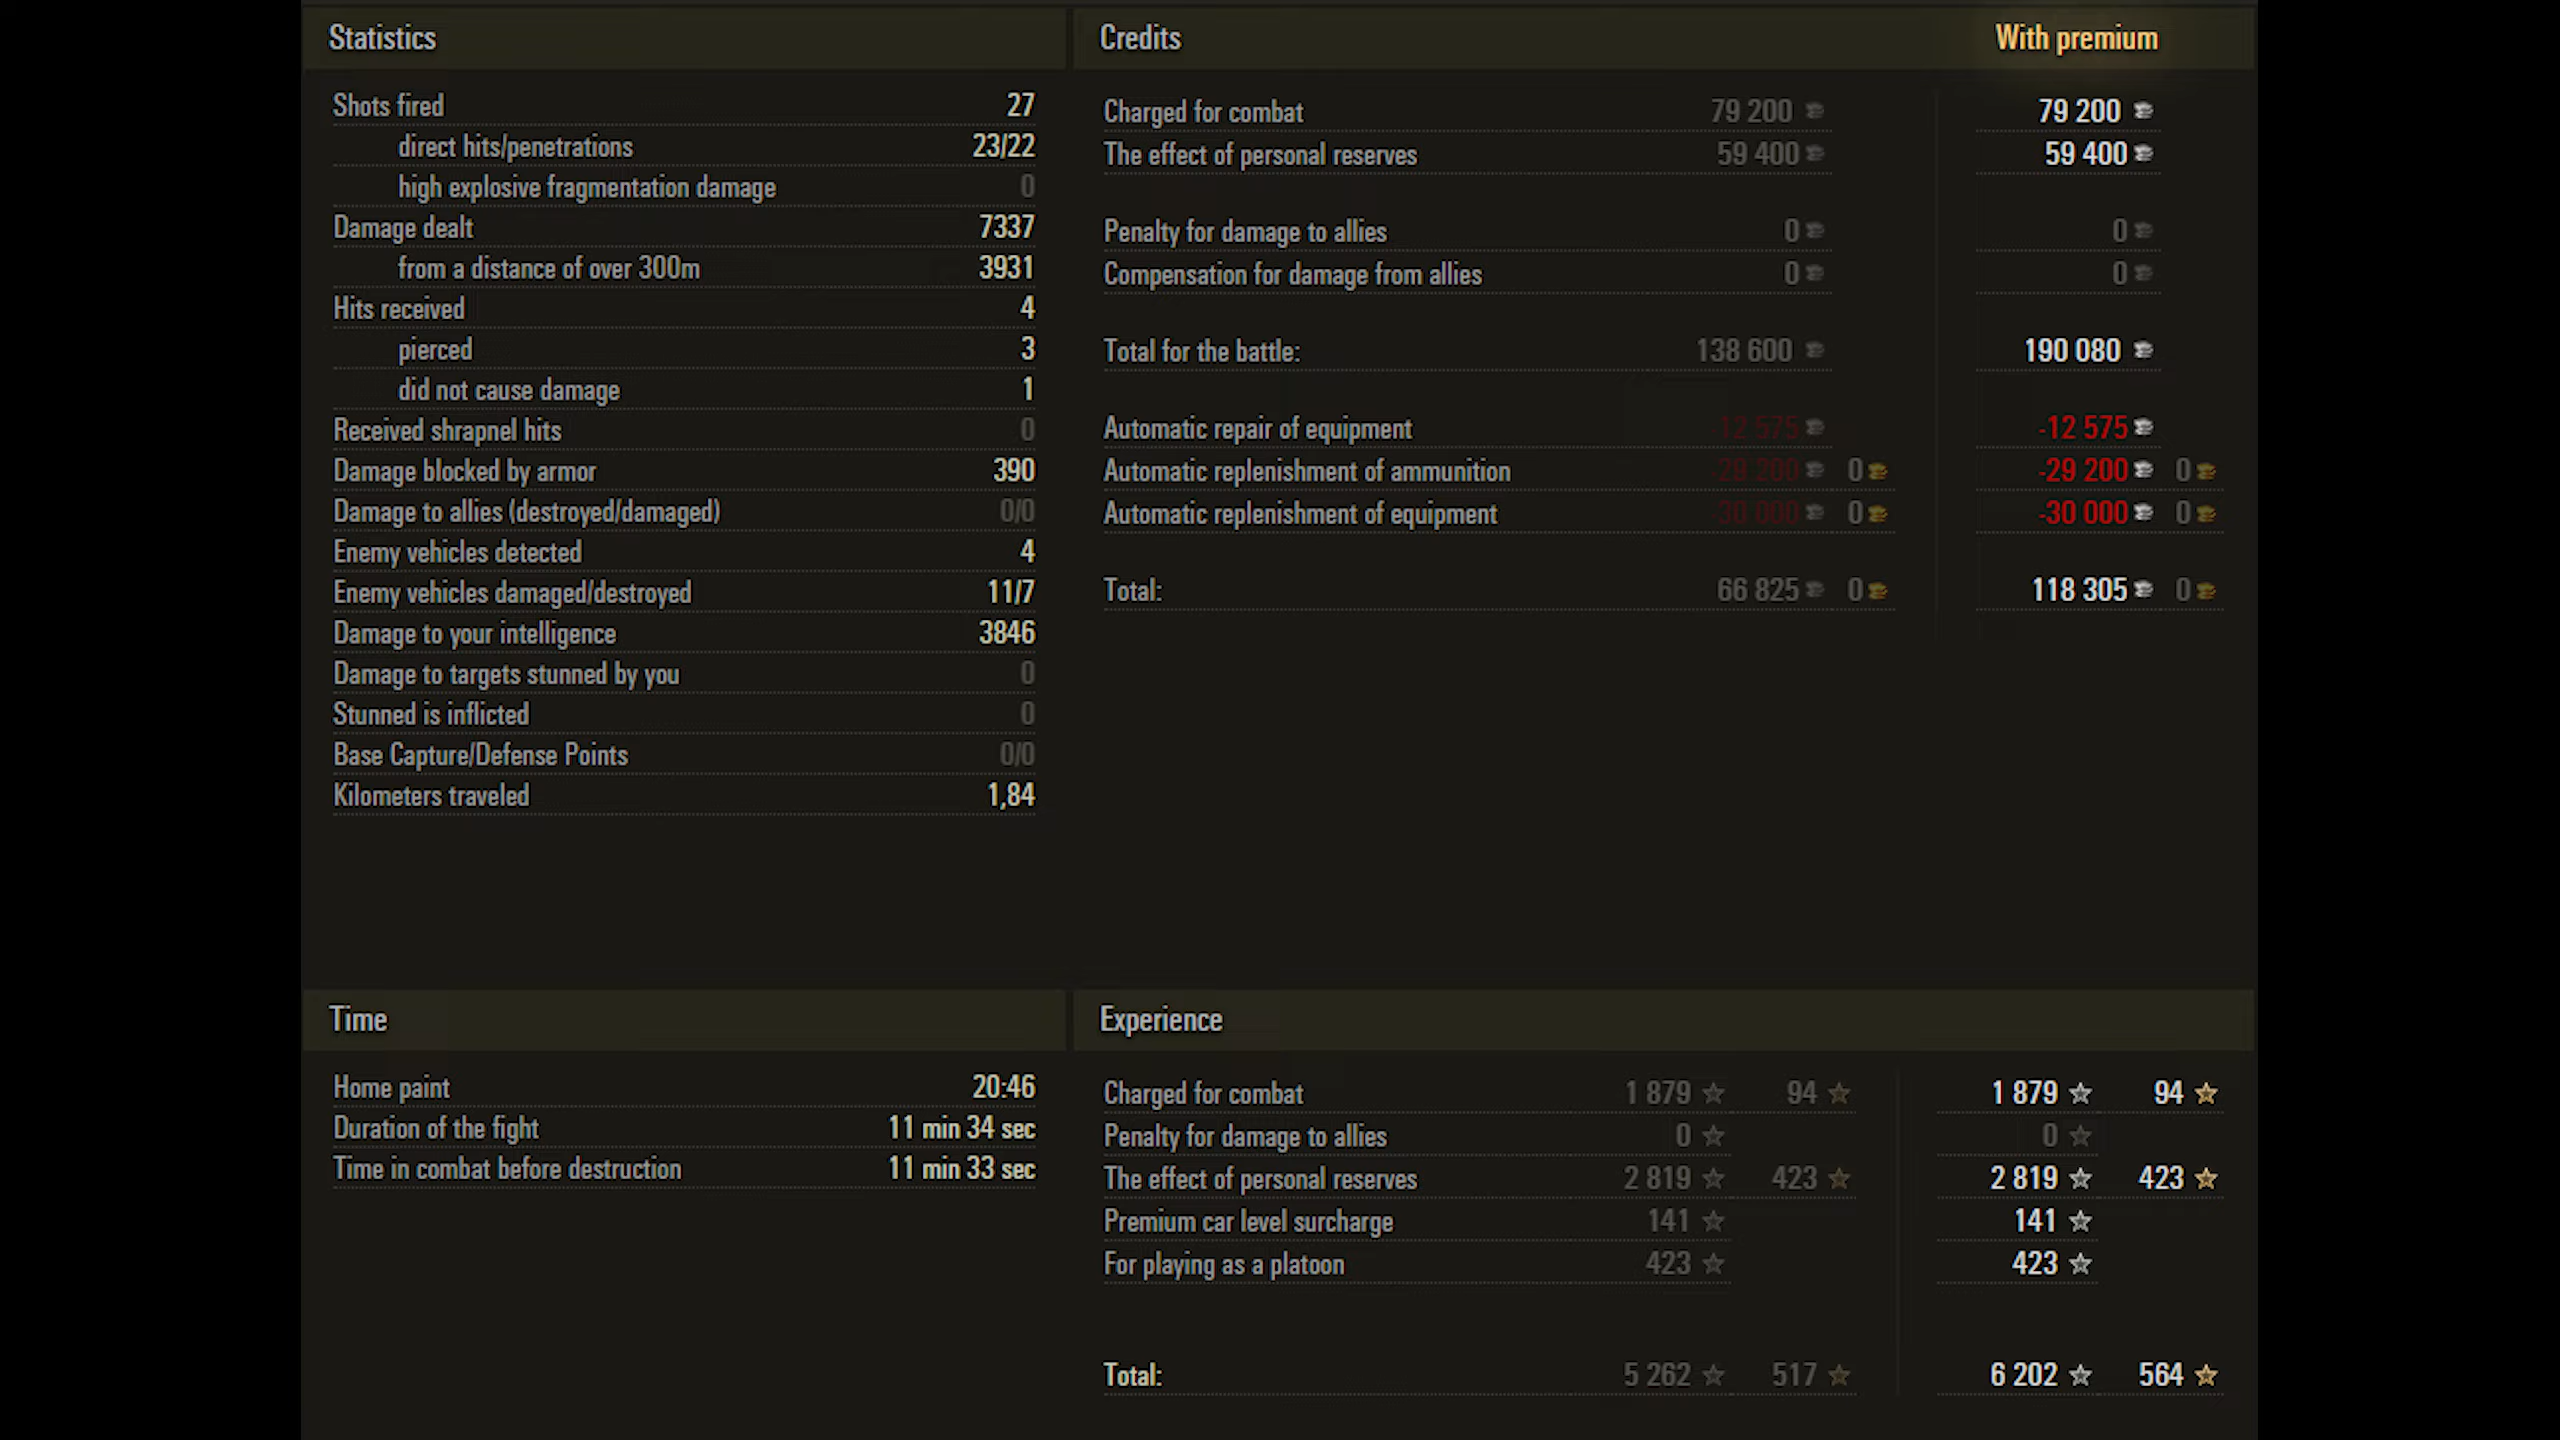 Statistics
Shots fired 27
direct hits/penetrations 23/22
high explosive fragmentation damage 0
Damage dealt 7337
from a distance of over 300m 3931
Hits received 4
pierced 3
did not cause damage 1
Received shrapnel hits 0
Damage blocked by armor 390
Damage to allies (destroyed/damaged) 0/0
Enemy vehicles detected 4
Enemy vehicles damaged/destroyed 11/7
Damage to your intelligence 3846
Damage to targets stunned by you 0
Stunned is inflicted 0
Base Capture/Defense Points 0/0
Kilometers traveled 1,84
Credits With premium
Charged for combat 79 200 79 200
The effect of personal reserves 59 400 59 400
Penalty for damage to allies 0 0
Compensation for damage from allies 0 0
Total for the battle: 138 600 190 080
Automatic repair of equipment -12 575 -12 575
Automatic replenishment of ammunition -29 200 0 -29 200 0
Automatic replenishment of equipment -30 000 0 -30 000 0
Total: 66 825 0 118 305 0
Time
Home paint 20:46
Duration of the fight 11 min 34 sec
Time in combat before destruction 11 min 33 sec
Experience
Charged for combat 1 879 94 1 879 94
Penalty for damage to allies 0 0
The effect of personal reserves 2 819 423 2 819 423
Premium car level surcharge 141 141
For playing as a platoon 423 423
Total: 5 262 517 6 202 564